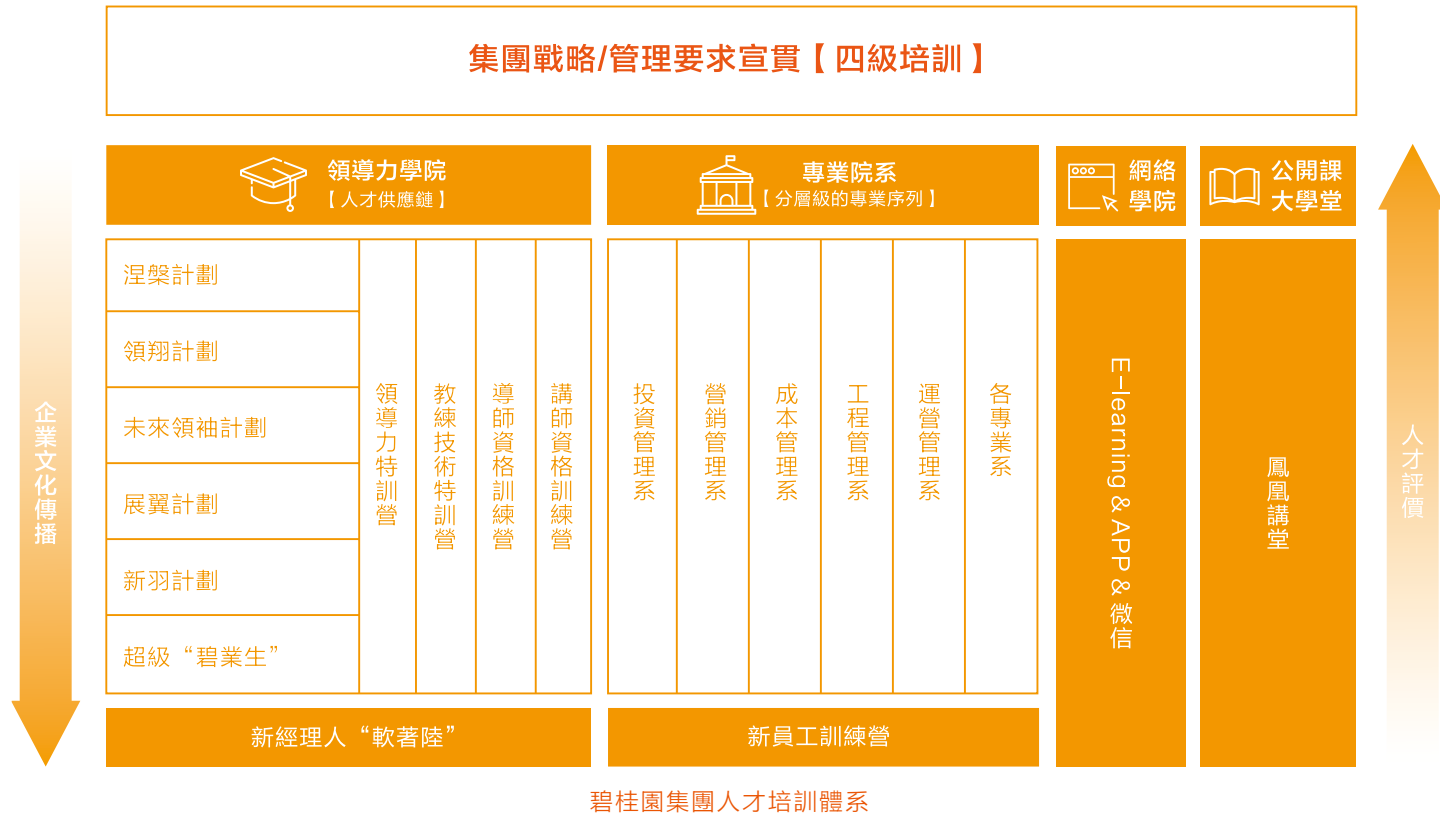 集團戰略/管理要求宣貫【四級培訓】
領導力學院
【人才供應鏈】
專業院系
【分層級的專業序列】
網絡
學院
公開課
大學堂
企業文化傳播
涅槃計劃
領翔計劃
未來領袖計劃
展翼計劃
新羽計劃
超級“碧業生”
領導力特訓營
教練技術特訓營
導師資格訓練營
講師資格訓練營
投資管理系
營銷管理系
成本管理系
工程管理系
運營管理系
各專業系
E-learning & APP & 微信
鳳凰講堂
人才評價
新經理人“軟著陸”
新員工訓練營
碧桂園集團人才培訓體系